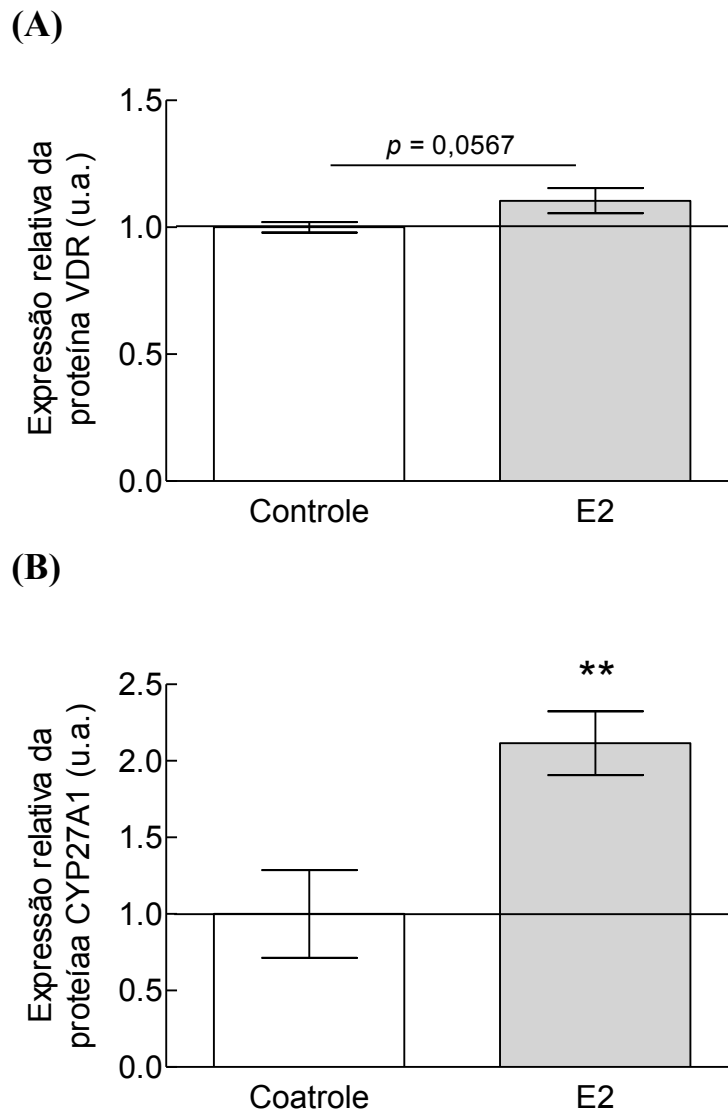 (A)
Expressão relativa da
proteína VDR (u.a.)
1.5
1.0
0.5
0.0
p = 0,0567
Controle
E2
(B)
Expressão relativa da
proteíaa CYP27A1 (u.a.)
2.5
2.0
1.5
1.0
0.5
0.0
**
Coatrole
E2